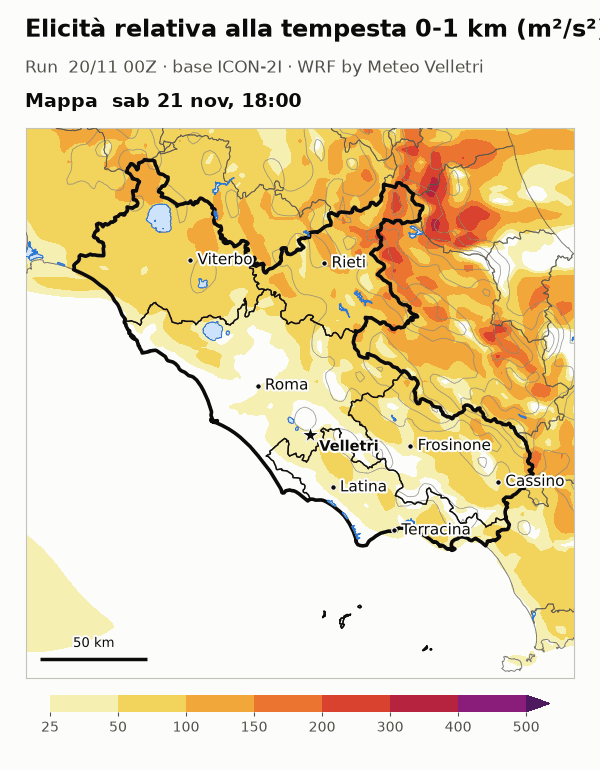 Elicità relativa alla tempesta 0-1 km (m²/s²)
Run  20/11 00Z · base ICON-2I · WRF by Meteo Velletri
Mappa  sab 21 nov, 18:00
Viterbo
Rieti
Roma
Velletri
Frosinone
Cassino
Latina
Terracina
50 km
25 50 100 150 200 300 400 500